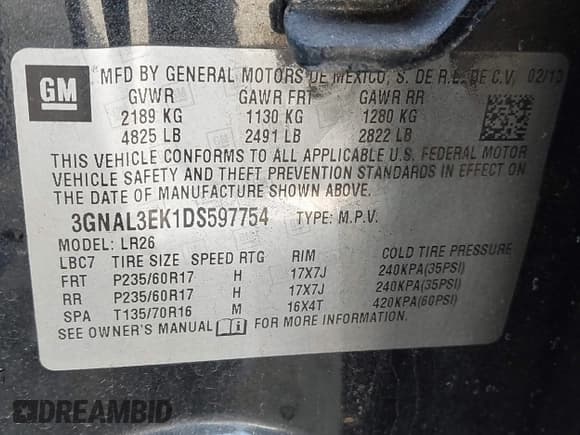 GM
MFD BY GENERAL MOTORS DE MEXICO, S. DE R.L. DE C.V. 02/13
GVWR GAWR FRT GAWR RR
2189 KG 1130 KG 1280 KG
4825 LB 2491 LB 2822 LB
THIS VEHICLE CONFORMS TO ALL APPLICABLE U.S. FEDERAL MOTOR
VEHICLE SAFETY AND THEFT PREVENTION STANDARDS IN EFFECT ON
THE DATE OF MANUFACTURE SHOWN ABOVE.
3GNAL3EK1DS597754 TYPE: M.P.V.
MODEL: LR26
LBC7 TIRE SIZE SPEED RTG RIM COLD TIRE PRESSURE
FRT P235/60R17 H 17X7J 240KPA(35PSI)
RR P235/60R17 H 17X7J 240KPA(35PSI)
SPA T135/70R16 M 16X4T 420KPA(60PSI)
SEE OWNER'S MANUAL FOR MORE INFORMATION.
DREAMBID